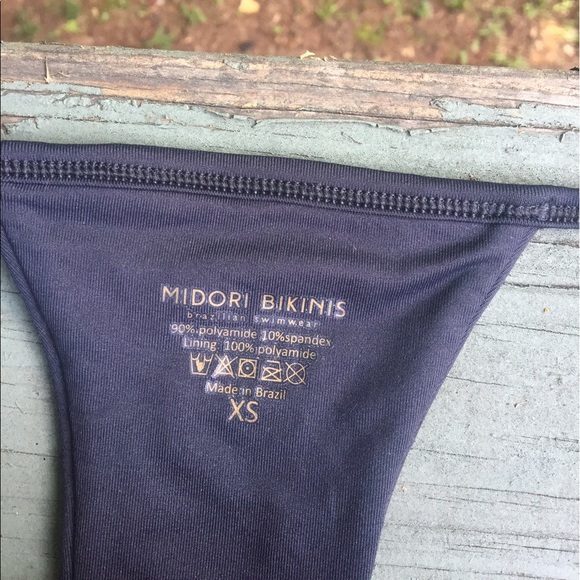 MIDORI BIKINIS
brazilian swimwear
90% polyamide 10%spandex,
Lining: 100% polyamide
Made in Brazil
XS